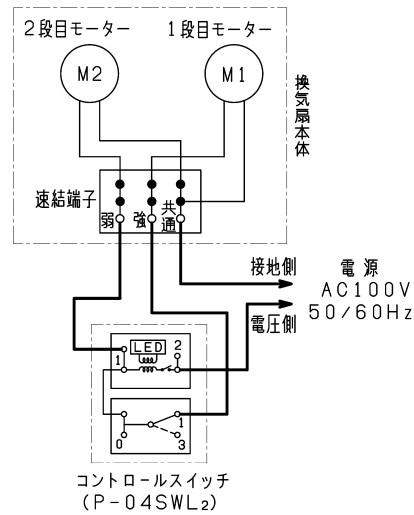 2段目モーター
1段目モーター
M2
M1
換気扇本体
速結端子
弱
強
共通
接地側
電源
AC100V
50/60Hz
電圧側
LED
1
2
0
1
3
コントロールスイッチ
(P-04SWL₂)